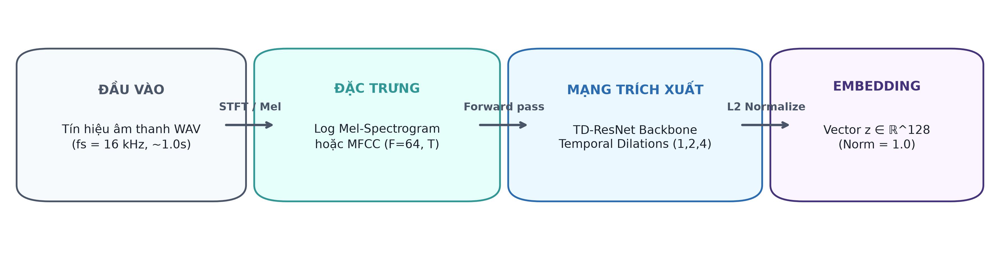 ĐẦU VÀO
Tín hiệu âm thanh WAV
(fs = 16 kHz, ~1.0s)
STFT / Mel
ĐẶC TRƯNG
Log Mel-Spectrogram
hoặc MFCC (F=64, T)
Forward pass
MẠNG TRÍCH XUẤT
TD-ResNet Backbone
Temporal Dilations (1,2,4)
L2 Normalize
EMBEDDING
Vector z ∈ ℝ^128
(Norm = 1.0)